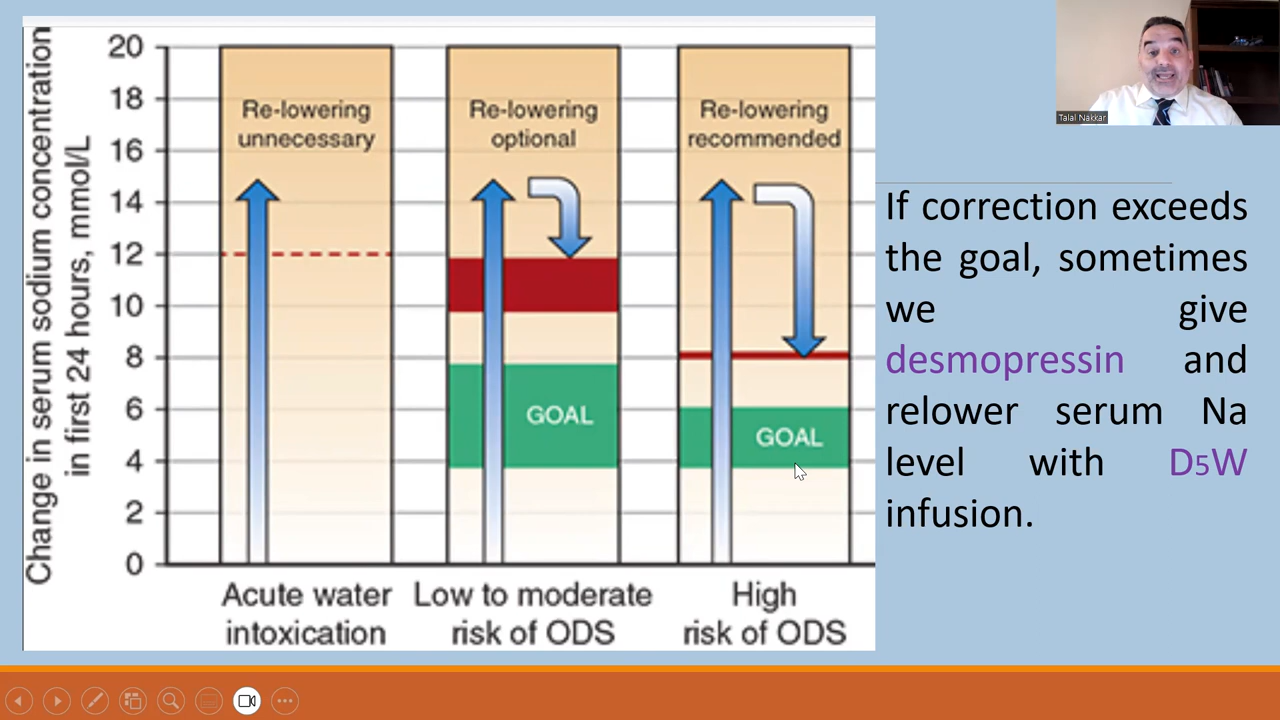 Change in serum sodium concentration
in first 24 hours, mmol/L
20
18
16
14
12
10
8
6
4
2
0
Re-lowering
unnecessary
Re-lowering
optional
Re-lowering
recommended
GOAL
GOAL
Acute water
intoxication
Low to moderate
risk of ODS
High
risk of ODS
Talal Nakkar
If correction exceeds
the goal, sometimes
we give
desmopressin and
relower serum Na
level with D5W
infusion.